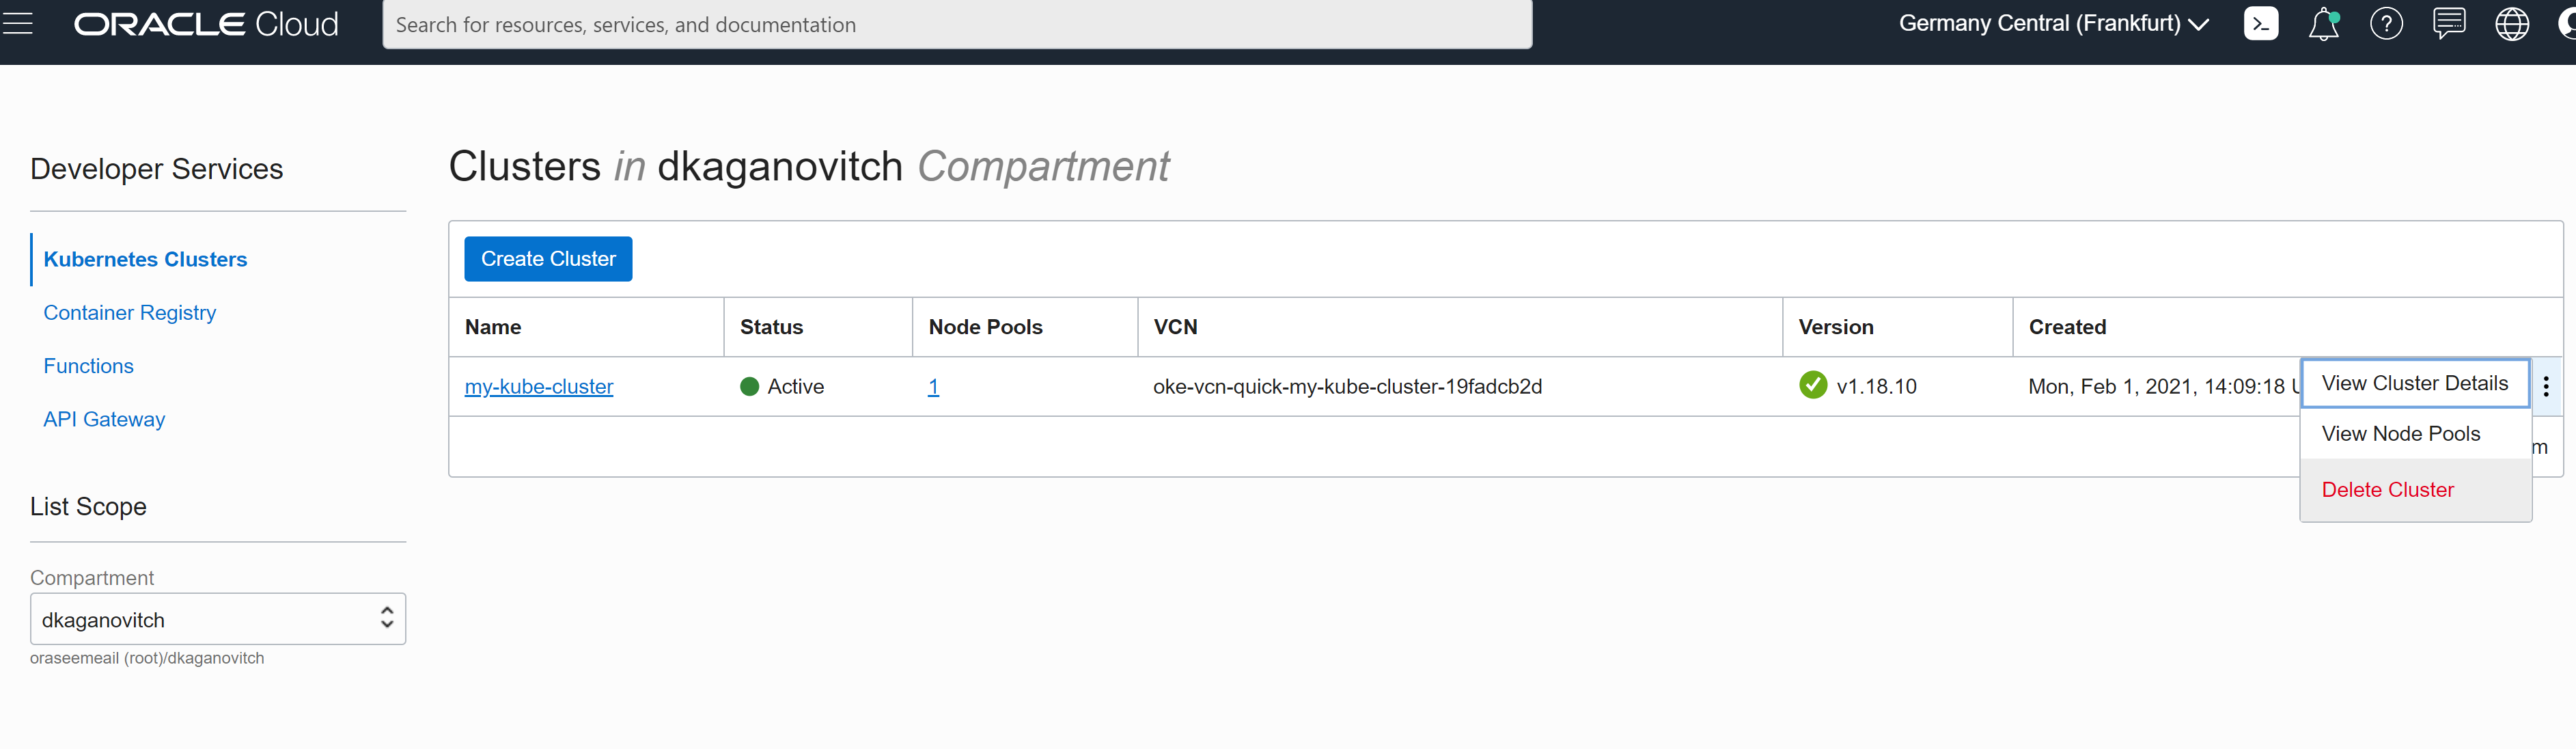 ORACLE Cloud
Search for resources, services, and documentation
Germany Central (Frankfurt)
Developer Services
Kubernetes Clusters
Container Registry
Functions
API Gateway
List Scope
Compartment
dkaganovitch
oraseemeail (root)/dkaganovitch
Clusters in dkaganovitch Compartment
Create Cluster
Name Status Node Pools VCN Version Created
my-kube-cluster Active 1 oke-vcn-quick-my-kube-cluster-19fadcb2d v1.18.10 Mon, Feb 1, 2021, 14:09:18
View Cluster Details
View Node Pools
Delete Cluster